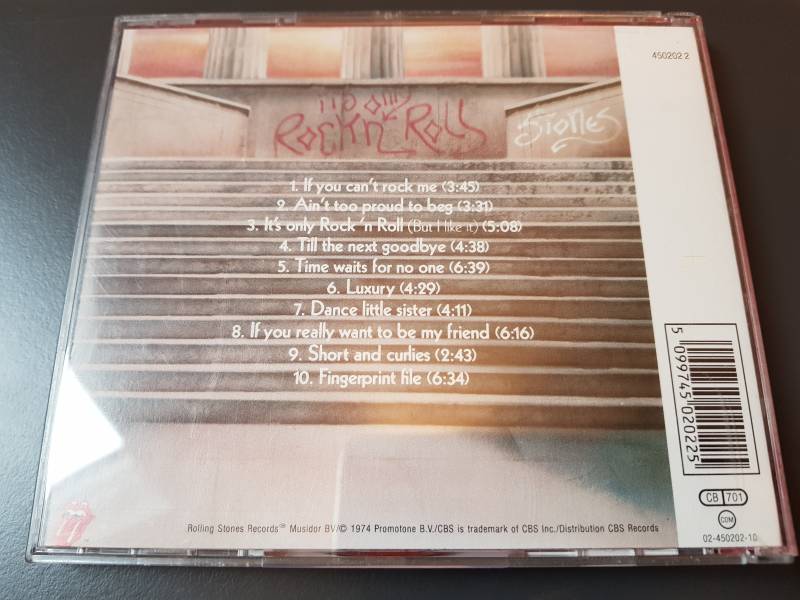 450202 2
it's only
Rock'n Roll
Stones
1. If you can't rock me (3:45)
2. Ain't too proud to beg (3:31)
3. It's only Rock 'n Roll (But I like it) (5:08)
4. Till the next goodbye (4:38)
5. Time waits for no one (6:39)
6. Luxury (4:29)
7. Dance little sister (4:11)
8. If you really want to be my friend (6:16)
9. Short and curlies (2:43)
10. Fingerprint file (6:34)
5 099745 020225
CB 701
COM
02-450202-10
Rolling Stones Records℗ Musidor BV/© 1974 Promotone B.V./CBS is trademark of CBS Inc./Distribution CBS Records